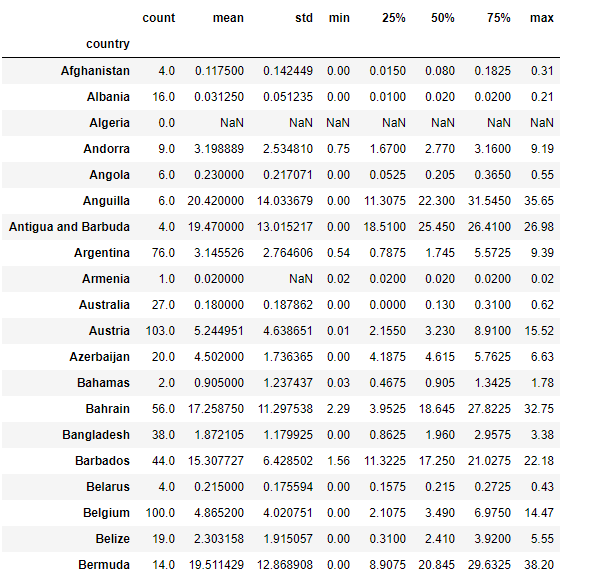 count mean std min 25% 50% 75% max
country
Afghanistan 4.0 0.117500 0.142449 0.00 0.0150 0.080 0.1825 0.31
Albania 16.0 0.031250 0.051235 0.00 0.0100 0.020 0.0200 0.21
Algeria 0.0 NaN NaN NaN NaN NaN NaN NaN
Andorra 9.0 3.198889 2.534810 0.75 1.6700 2.770 3.1600 9.19
Angola 6.0 0.230000 0.217071 0.00 0.0525 0.205 0.3650 0.55
Anguilla 6.0 20.420000 14.033679 0.00 11.3075 22.300 31.5450 35.65
Antigua and Barbuda 4.0 19.470000 13.015217 0.00 18.5100 25.450 26.4100 26.98
Argentina 76.0 3.145526 2.764606 0.54 0.7875 1.745 5.5725 9.39
Armenia 1.0 0.020000 NaN 0.02 0.0200 0.020 0.0200 0.02
Australia 27.0 0.180000 0.187862 0.00 0.0000 0.130 0.3100 0.62
Austria 103.0 5.244951 4.638651 0.01 2.1550 3.230 8.9100 15.52
Azerbaijan 20.0 4.502000 1.736365 0.00 4.1875 4.615 5.7625 6.63
Bahamas 2.0 0.905000 1.237437 0.03 0.4675 0.905 1.3425 1.78
Bahrain 56.0 17.258750 11.297538 2.29 3.9525 18.645 27.8225 32.75
Bangladesh 38.0 1.872105 1.179925 0.00 0.8625 1.960 2.9575 3.38
Barbados 44.0 15.307727 6.428502 1.56 11.3225 17.250 21.0275 22.18
Belarus 4.0 0.215000 0.175594 0.00 0.1575 0.215 0.2725 0.43
Belgium 100.0 4.865200 4.020751 0.00 2.1075 3.490 6.9750 14.47
Belize 19.0 2.303158 1.915057 0.00 0.3100 2.410 3.9200 5.55
Bermuda 14.0 19.511429 12.868908 0.00 8.9075 20.845 29.6325 38.20